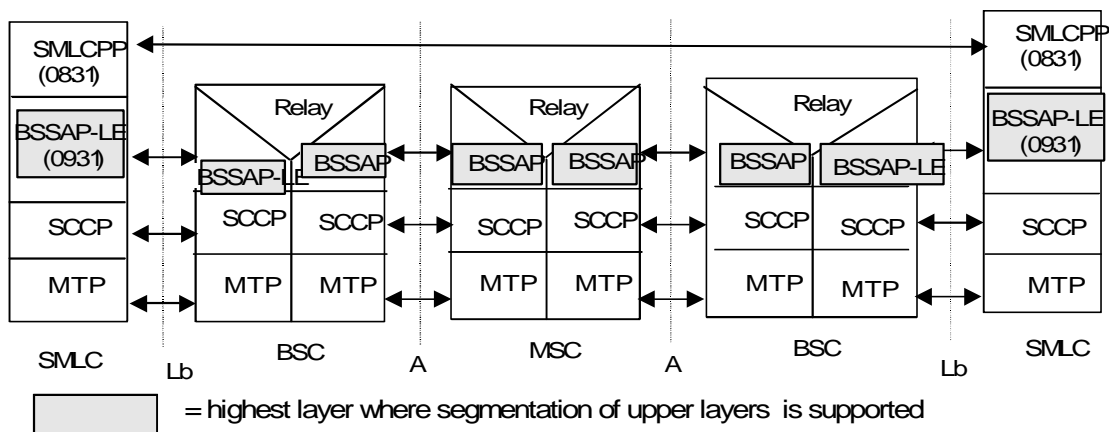 SMLCPP
(0831)
SMLCPP
(0831)
Relay
Relay
Relay
BSSAP-LE
(0931)
BSSAP-LE
BSSAP
BSSAP
BSSAP
BSSAP
BSSAP-LE
BSSAP-LE
(0931)
SCCP
SCCP
SCCP
SCCP
SCCP
SCCP
SCCP
SCCP
MTP
MTP
MTP
MTP
MTP
MTP
MTP
MTP
SMLC
Lb
BSC
A
MSC
A
BSC
Lb
SMLC
= highest layer where segmentation of upper layers is supported